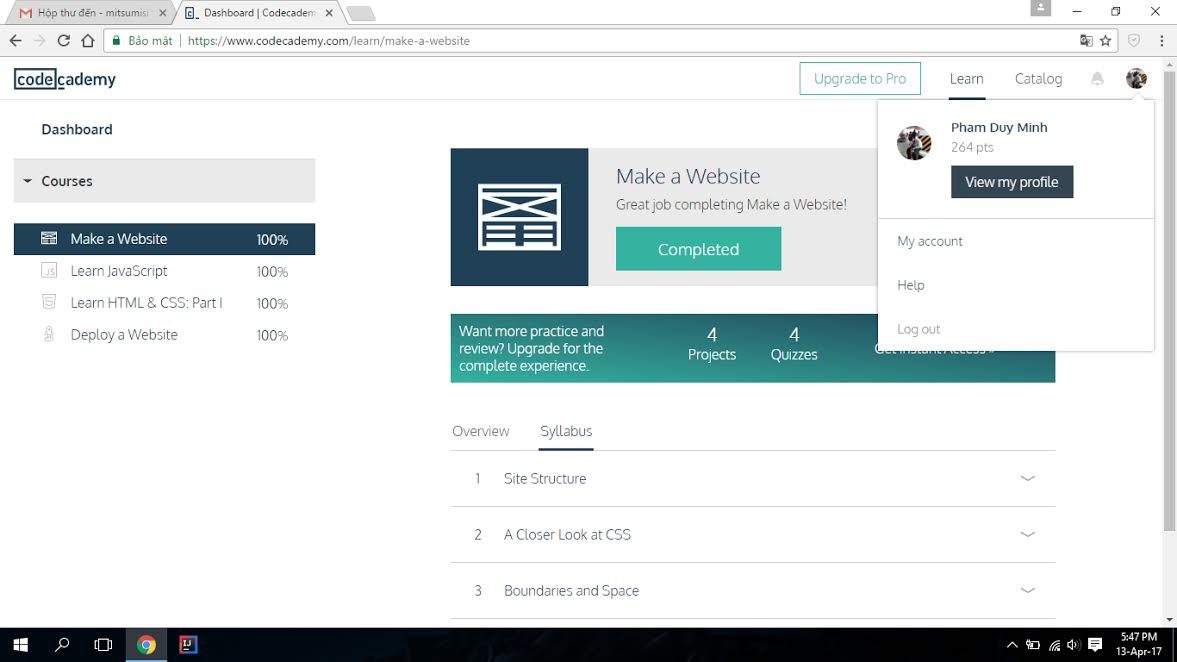 Hộp thư đến - mitsumisi
Dashboard | Codecadem
Bảo mật
https://www.codecademy.com/learn/make-a-website
codecademy
Upgrade to Pro
Learn
Catalog
Dashboard
Courses
Make a Website 100%
Learn JavaScript 100%
Learn HTML & CSS: Part I 100%
Deploy a Website 100%
Make a Website
Great job completing Make a Website!
Completed
Pham Duy Minh
264 pts
View my profile
My account
Help
Log out
Want more practice and
review? Upgrade for the
complete experience.
4
Projects
4
Quizzes
Get Instant Access »
Overview
Syllabus
1 Site Structure
2 A Closer Look at CSS
3 Boundaries and Space
5:47 PM
13-Apr-17